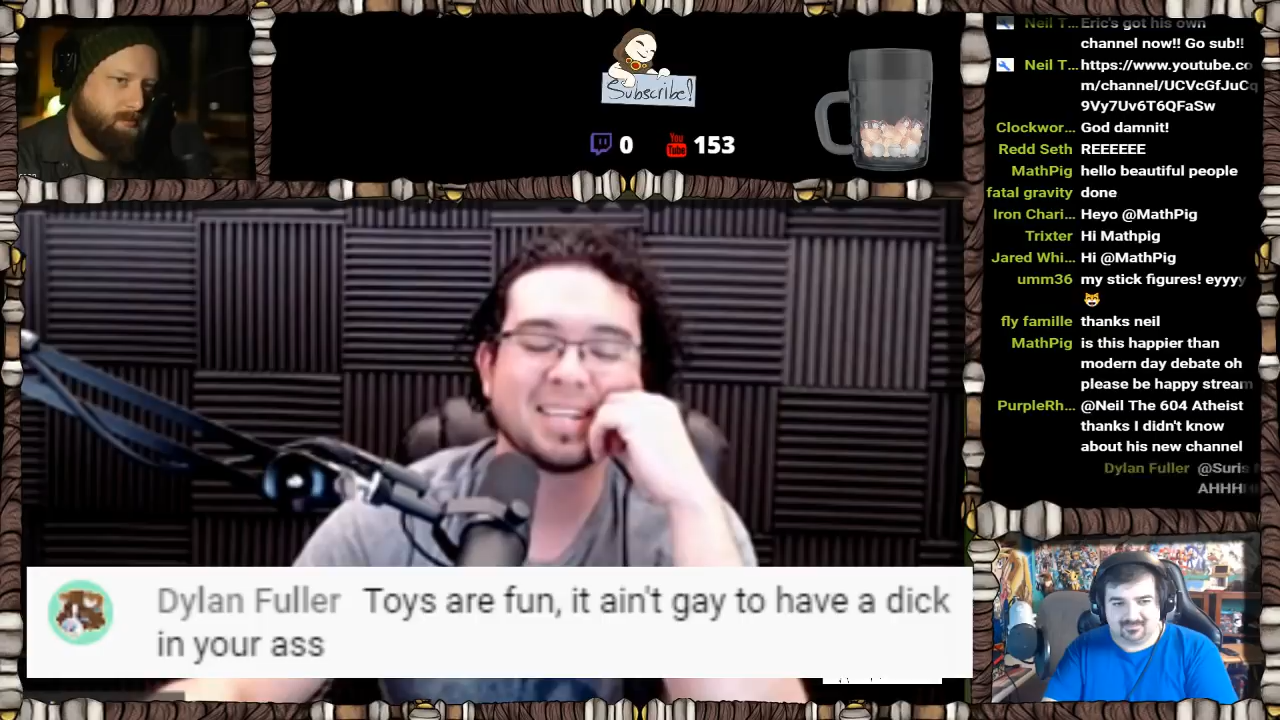 Subscribe!
0
You Tube 153
Neil T... Eric's got his own
channel now!! Go sub!!
Neil T... https://www.youtube.co
m/channel/UCVcGfJuCq
9Vy7Uv6T6QFaSw
Clockwor... God damnit!
Redd Seth REEEEEE
MathPig hello beautiful people
fatal gravity done
Iron Chari... Heyo @MathPig
Trixter Hi Mathpig
Jared Whi... Hi @MathPig
umm36 my stick figures! eyyyy
😸
fly famille thanks neil
MathPig is this happier than
modern day debate oh
please be happy stream
PurpleRh... @Neil The 604 Atheist
thanks I didn't know
about his new channel
Dylan Fuller @Suris
AHHH
Dylan Fuller Toys are fun, it ain't gay to have a dick
in your ass